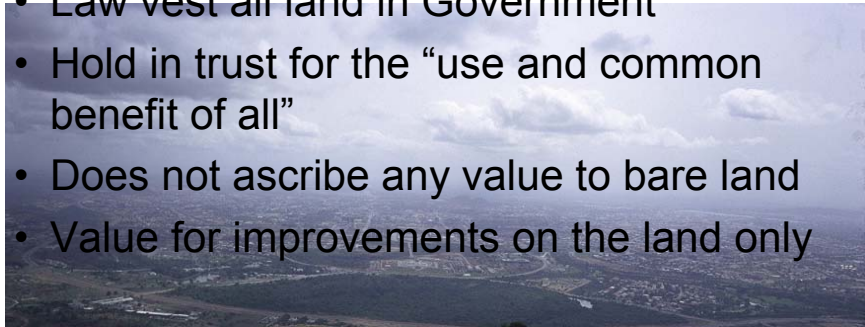 • Law vest all land in Government
• Hold in trust for the “use and common
benefit of all”
• Does not ascribe any value to bare land
• Value for improvements on the land only